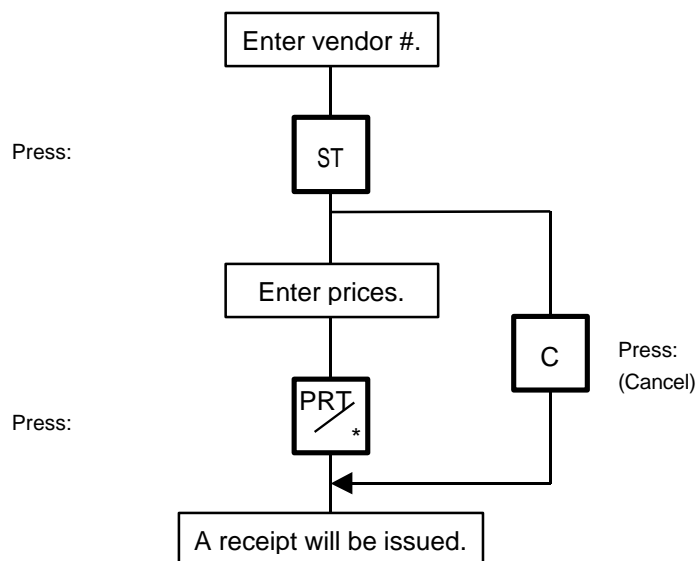 Enter vendor #.
Press:
ST
Enter prices.
C
Press:
(Cancel)
Press:
PRT
*
A receipt will be issued.